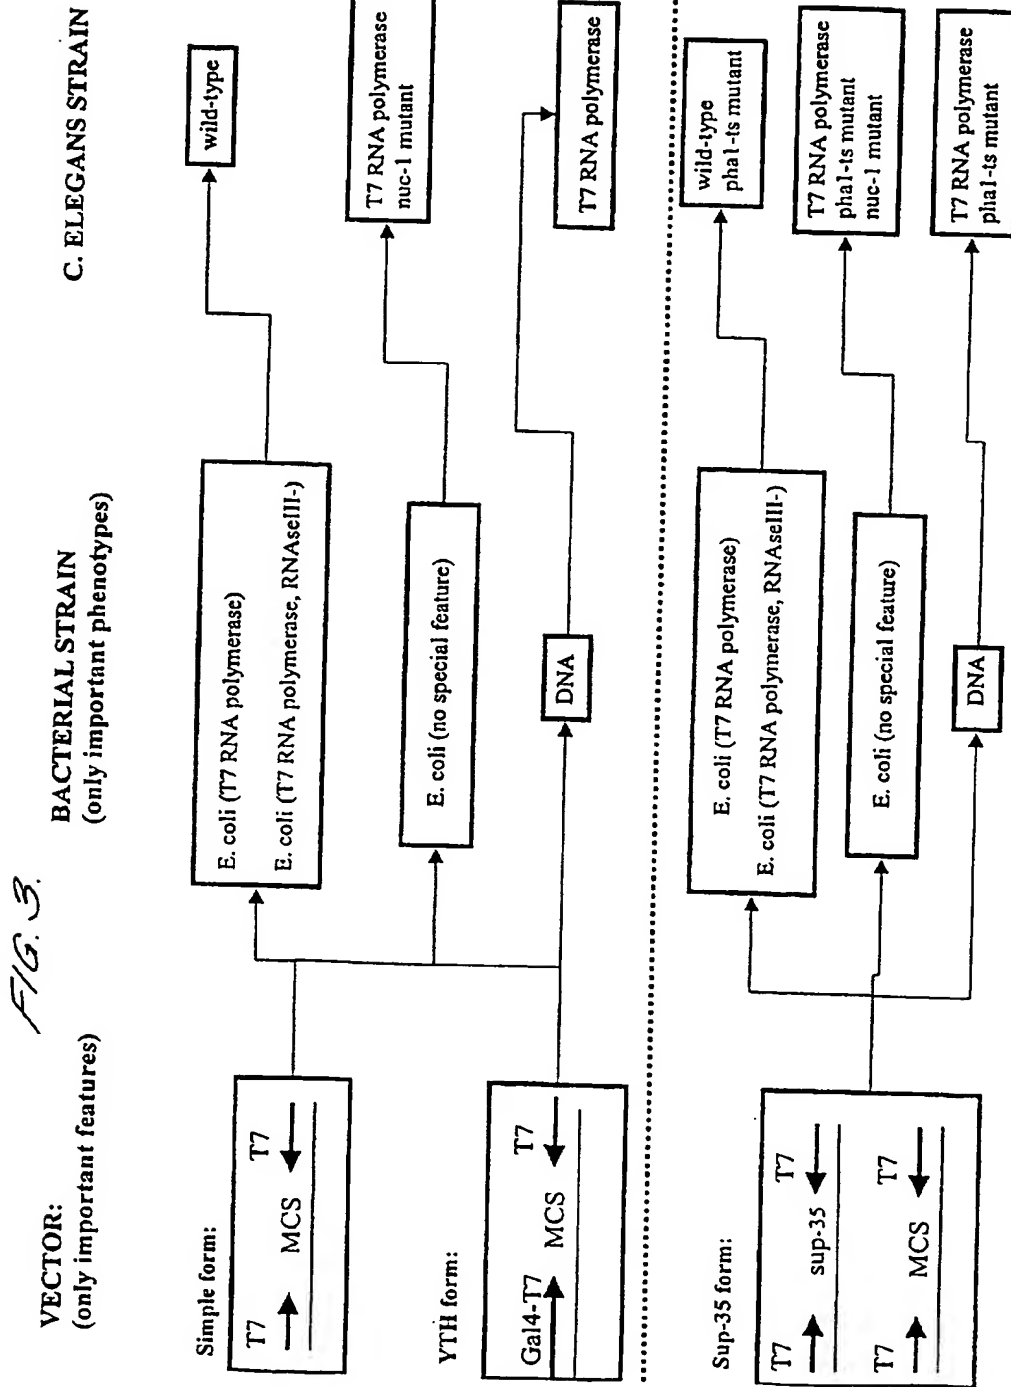 FIG. 3.
VECTOR:
(only important features)
BACTERIAL STRAIN
(only important phenotypes)
C. ELEGANS STRAIN
Simple form:
T7 T7
MCS
E. coli (T7 RNA polymerase)
E. coli (T7 RNA polymerase, RNAseIII-)
wild-type
E. coli (no special feature)
T7 RNA polymerase
nuc-1 mutant
YTH form:
Gal4-T7 T7
MCS
DNA
T7 RNA polymerase
Sup-35 form:
T7 T7
sup-35
T7 T7
MCS
E. coli (T7 RNA polymerase)
E. coli (T7 RNA polymerase, RNAseIII-)
wild-type
pha1-ts mutant
E. coli (no special feature)
T7 RNA polymerase
pha1-ts mutant
nuc-1 mutant
DNA
T7 RNA polymerase
pha1-ts mutant